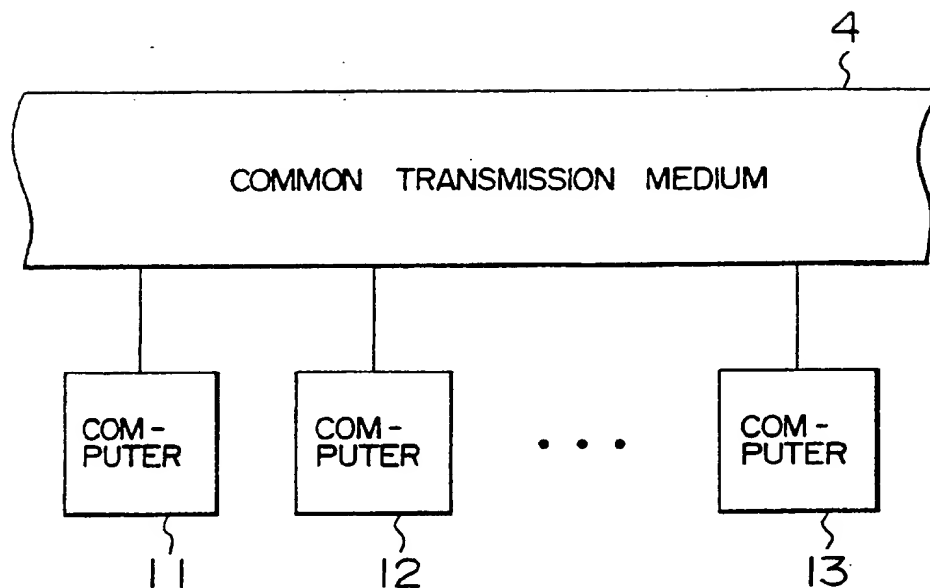 4
COMMON TRANSMISSION MEDIUM
COM-
PUTER
COM-
PUTER
COM-
PUTER
11
12
13